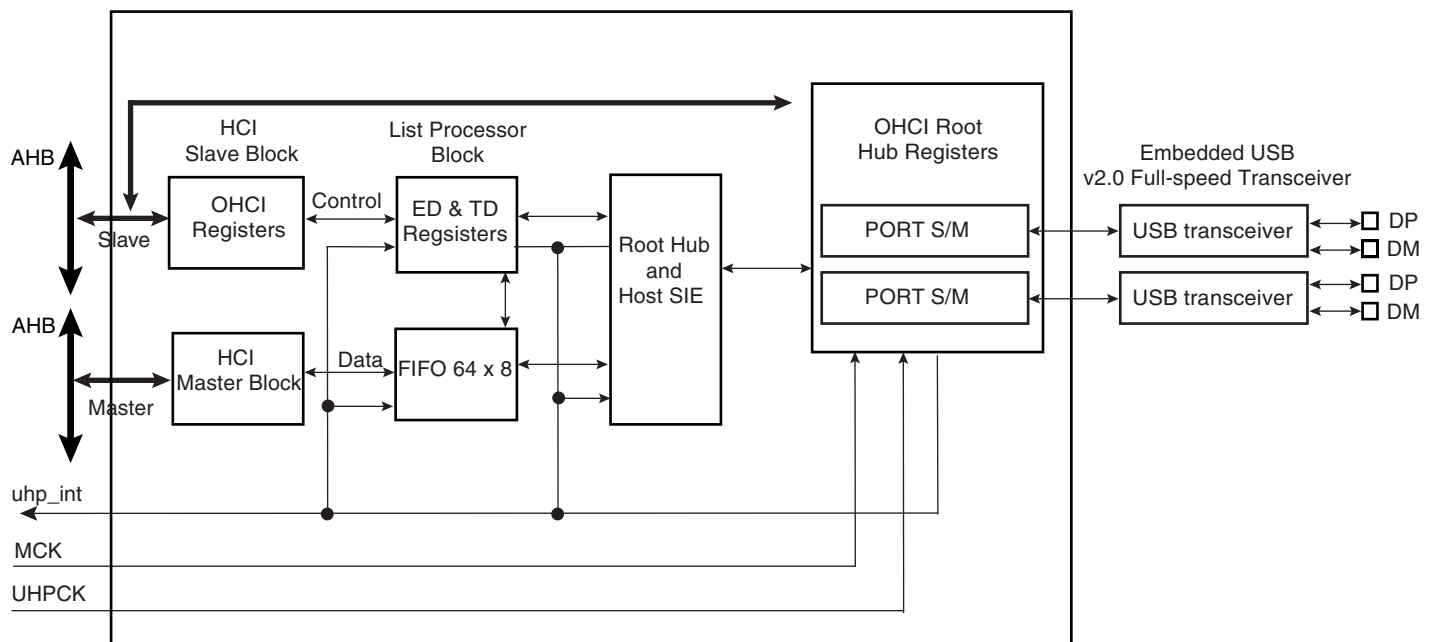 AHB
HCI
Slave Block
List Processor
Block
OHCI Root
Hub Registers
Embedded USB
v2.0 Full-speed Transceiver
OHCI
Registers
Control
ED & TD
Regsisters
Slave
Root Hub
and
Host SIE
PORT S/M
USB transceiver
DP
DM
PORT S/M
USB transceiver
DP
DM
AHB
HCI
Master Block
Data
FIFO 64 x 8
Master
uhp_int
MCK
UHPCK